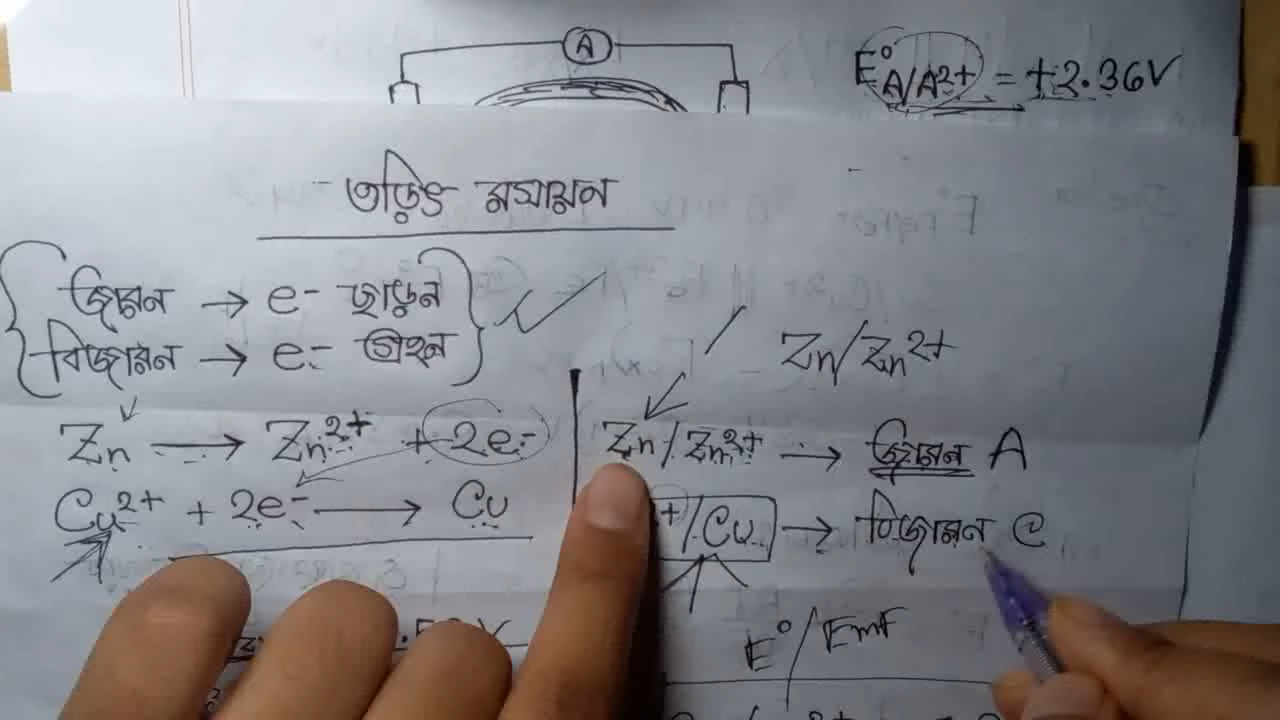 A
E° A/A2+ = +2.36V
তড়িৎ রসায়ন
জারন → e- ছাড়ন
বিজারন → e- গ্রহন
Zn/Zn2+
Zn → Zn2+ + 2e-
Zn/Zn2+ → জারন A
Cu2+ + 2e- → Cu
+/Cu → বিজারন C
E°/Emf